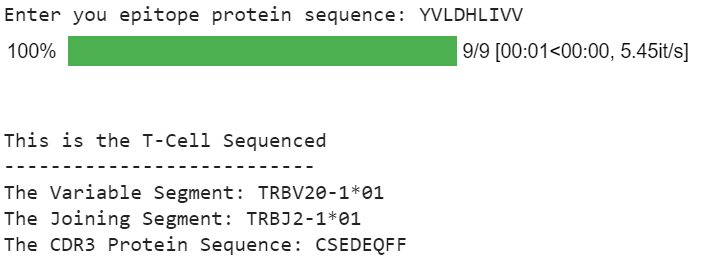 Enter you epitope protein sequence: YVLDHLIVV
100% 9/9 [00:01<00:00, 5.45it/s]
This is the T-Cell Sequenced
---------------------------
The Variable Segment: TRBV20-1*01
The Joining Segment: TRBJ2-1*01
The CDR3 Protein Sequence: CSEDEQFF